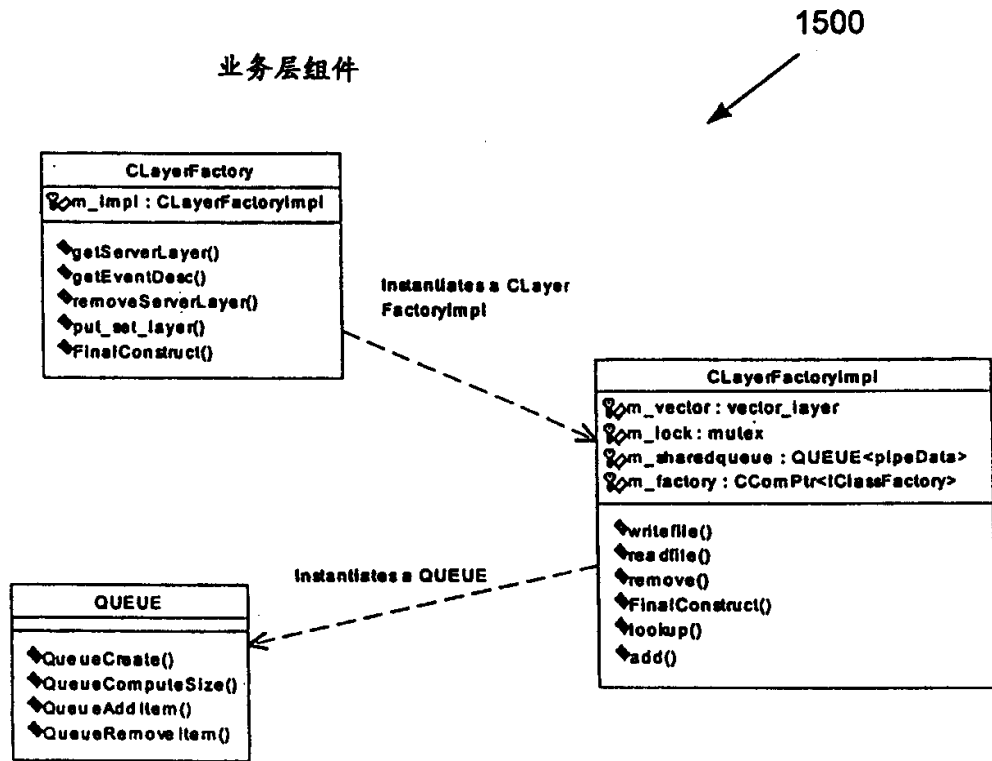 1500
业务层组件
CLayerFactory
m_impl : CLayerFactoryImpl
getServerLayer()
getEventDesc()
removeServerLayer()
put_set_layer()
FinalConstruct()
Instantiates a CLayer
FactoryImpl
CLayerFactoryImpl
m_vector : vector_layer
m_lock : mutex
m_sharedqueue : QUEUE<pipeData>
m_factory : CComPtr<IClassFactory>
writefile()
readfile()
remove()
FinalConstruct()
lookup()
add()
Instantiates a QUEUE
QUEUE
QueueCreate()
QueueComputeSize()
QueueAddItem()
QueueRemoveItem()